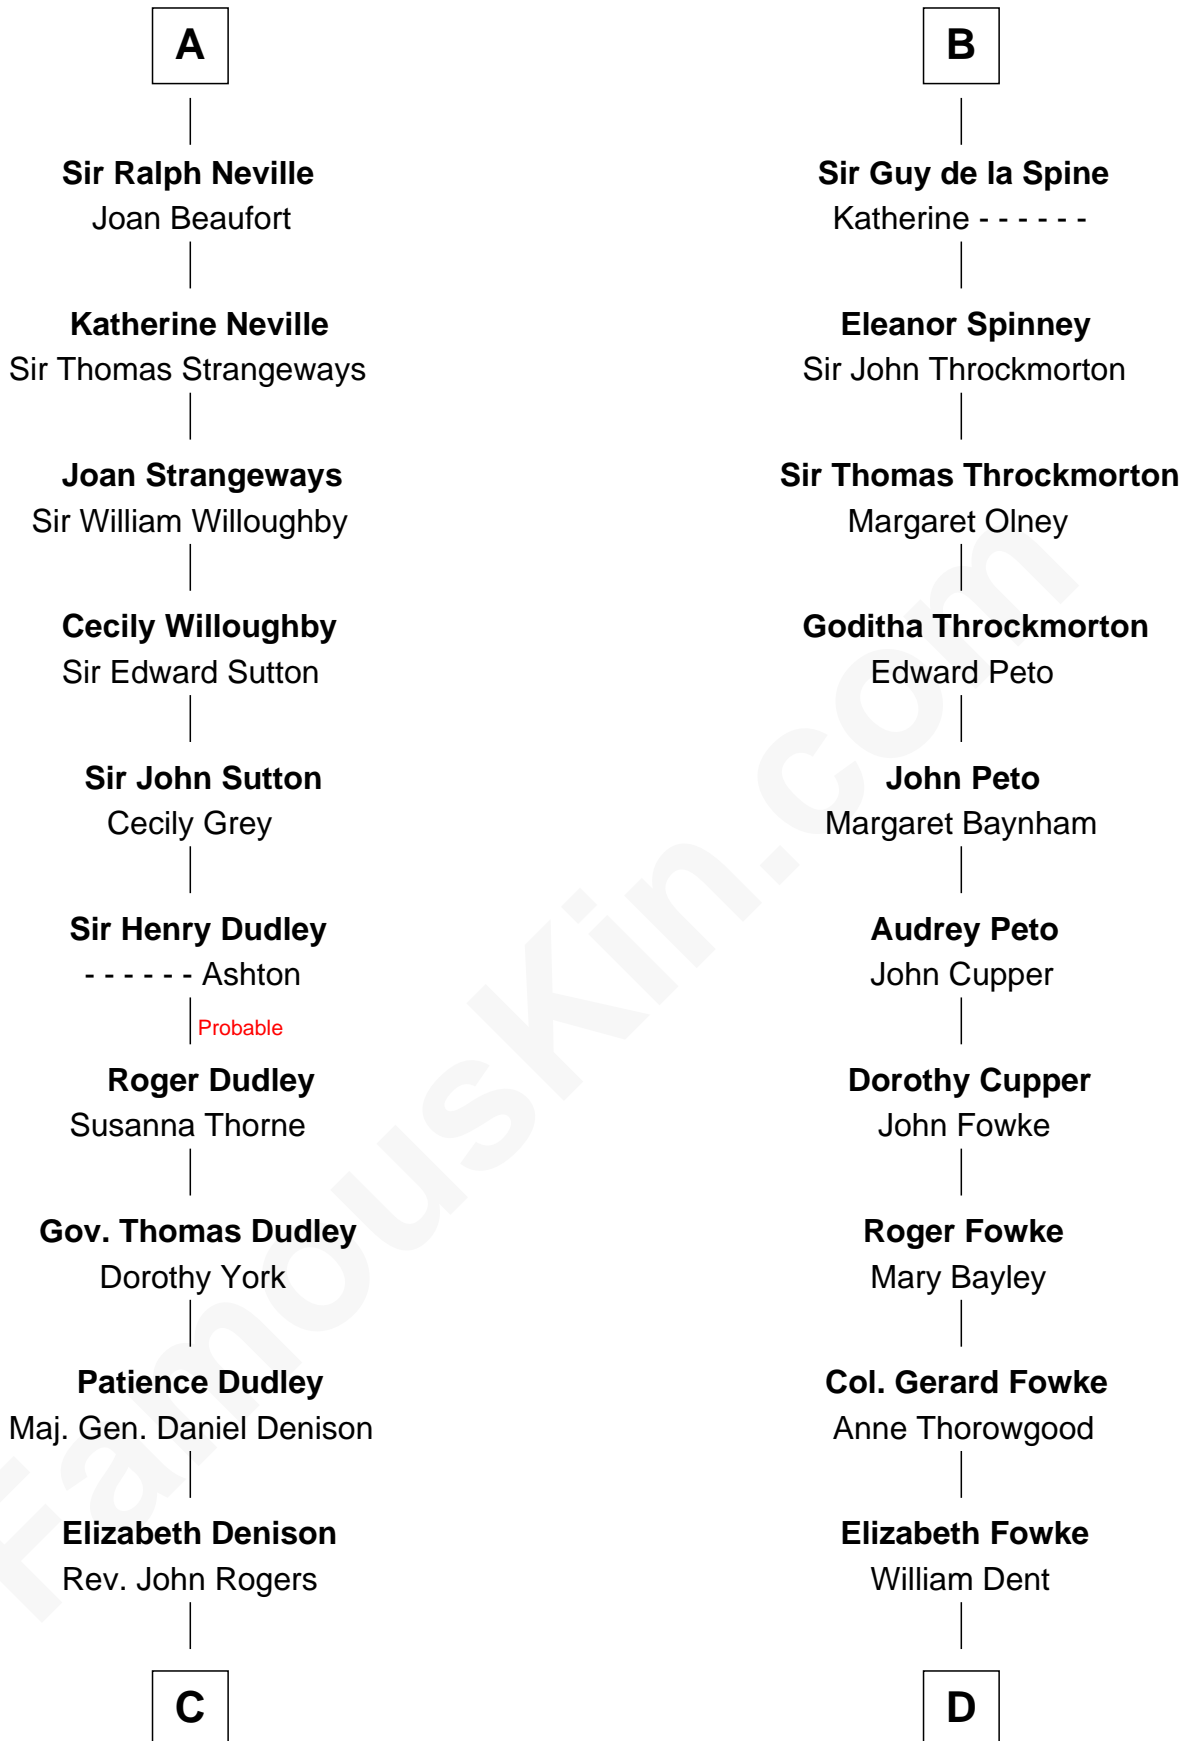 A
Sir Ralph Neville
Joan Beaufort
Katherine Neville
Sir Thomas Strangeways
Joan Strangeways
Sir William Willoughby
Cecily Willoughby
Sir Edward Sutton
Sir John Sutton
Cecily Grey
Sir Henry Dudley
- - - - - - Ashton
Probable
Roger Dudley
Susanna Thorne
Gov. Thomas Dudley
Dorothy York
Patience Dudley
Maj. Gen. Daniel Denison
Elizabeth Denison
Rev. John Rogers
C
B
Sir Guy de la Spine
Katherine - - - - - -
Eleanor Spinney
Sir John Throckmorton
Sir Thomas Throckmorton
Margaret Olney
Goditha Throckmorton
Edward Peto
John Peto
Margaret Baynham
Audrey Peto
John Cupper
Dorothy Cupper
John Fowke
Roger Fowke
Mary Bayley
Col. Gerard Fowke
Anne Thorowgood
Elizabeth Fowke
William Dent
D
FamousKin.com